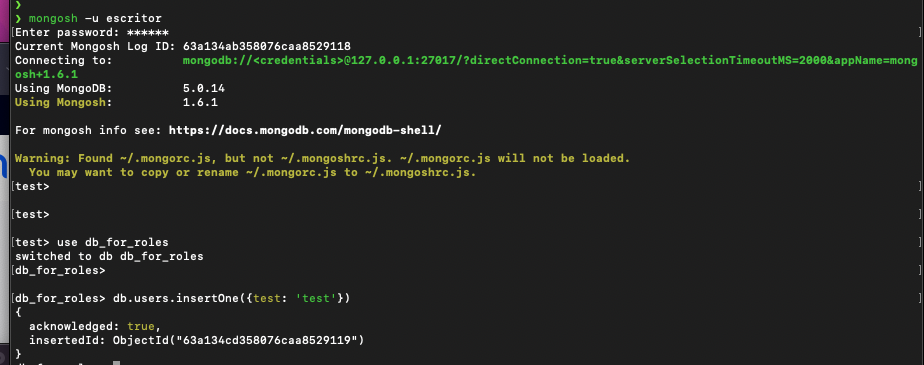 ❯
❯ mongosh -u escritor
[Enter password: ****** ]
Current Mongosh Log ID: 63a134ab358076caa8529118
Connecting to: mongodb://<credentials>@127.0.0.1:27017/?directConnection=true&serverSelectionTimeoutMS=2000&appName=mong
osh+1.6.1
Using MongoDB: 5.0.14
Using Mongosh: 1.6.1
For mongosh info see: https://docs.mongodb.com/mongodb-shell/
Warning: Found ~/.mongorc.js, but not ~/.mongoshrc.js. ~/.mongorc.js will not be loaded.
You may want to copy or rename ~/.mongorc.js to ~/.mongoshrc.js.
[test> ]
[test> ]
[test> use db_for_roles ]
switched to db db_for_roles
[db_for_roles> ]
[db_for_roles> db.users.insertOne({test: 'test'}) ]
{
acknowledged: true,
insertedId: ObjectId("63a134cd358076caa8529119")
}